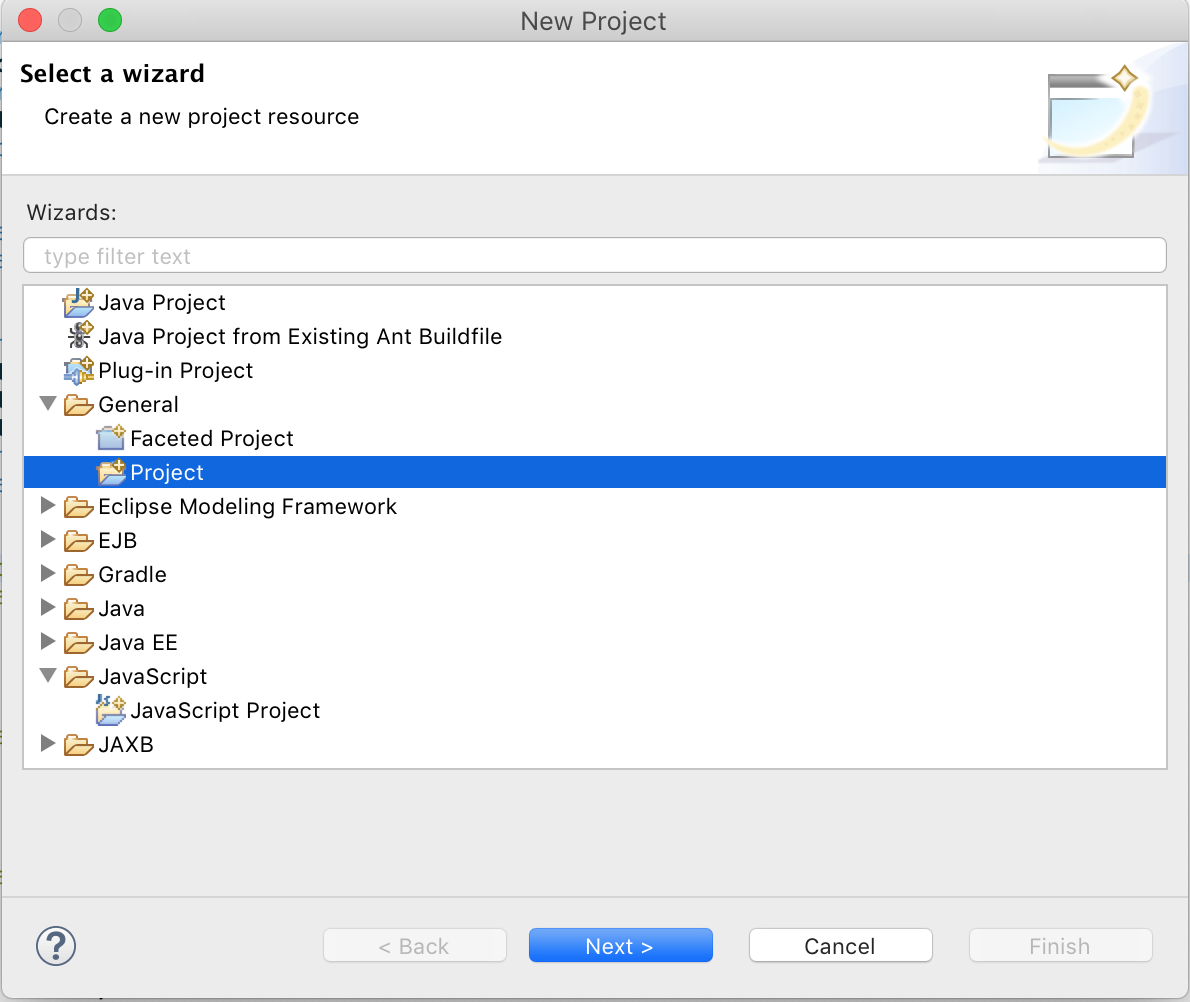 New Project
Select a wizard
Create a new project resource
Wizards:
type filter text
Java Project
Java Project from Existing Ant Buildfile
Plug-in Project
General
Faceted Project
Project
Eclipse Modeling Framework
EJB
Gradle
Java
Java EE
JavaScript
JavaScript Project
JAXB
?
< Back
Next >
Cancel
Finish